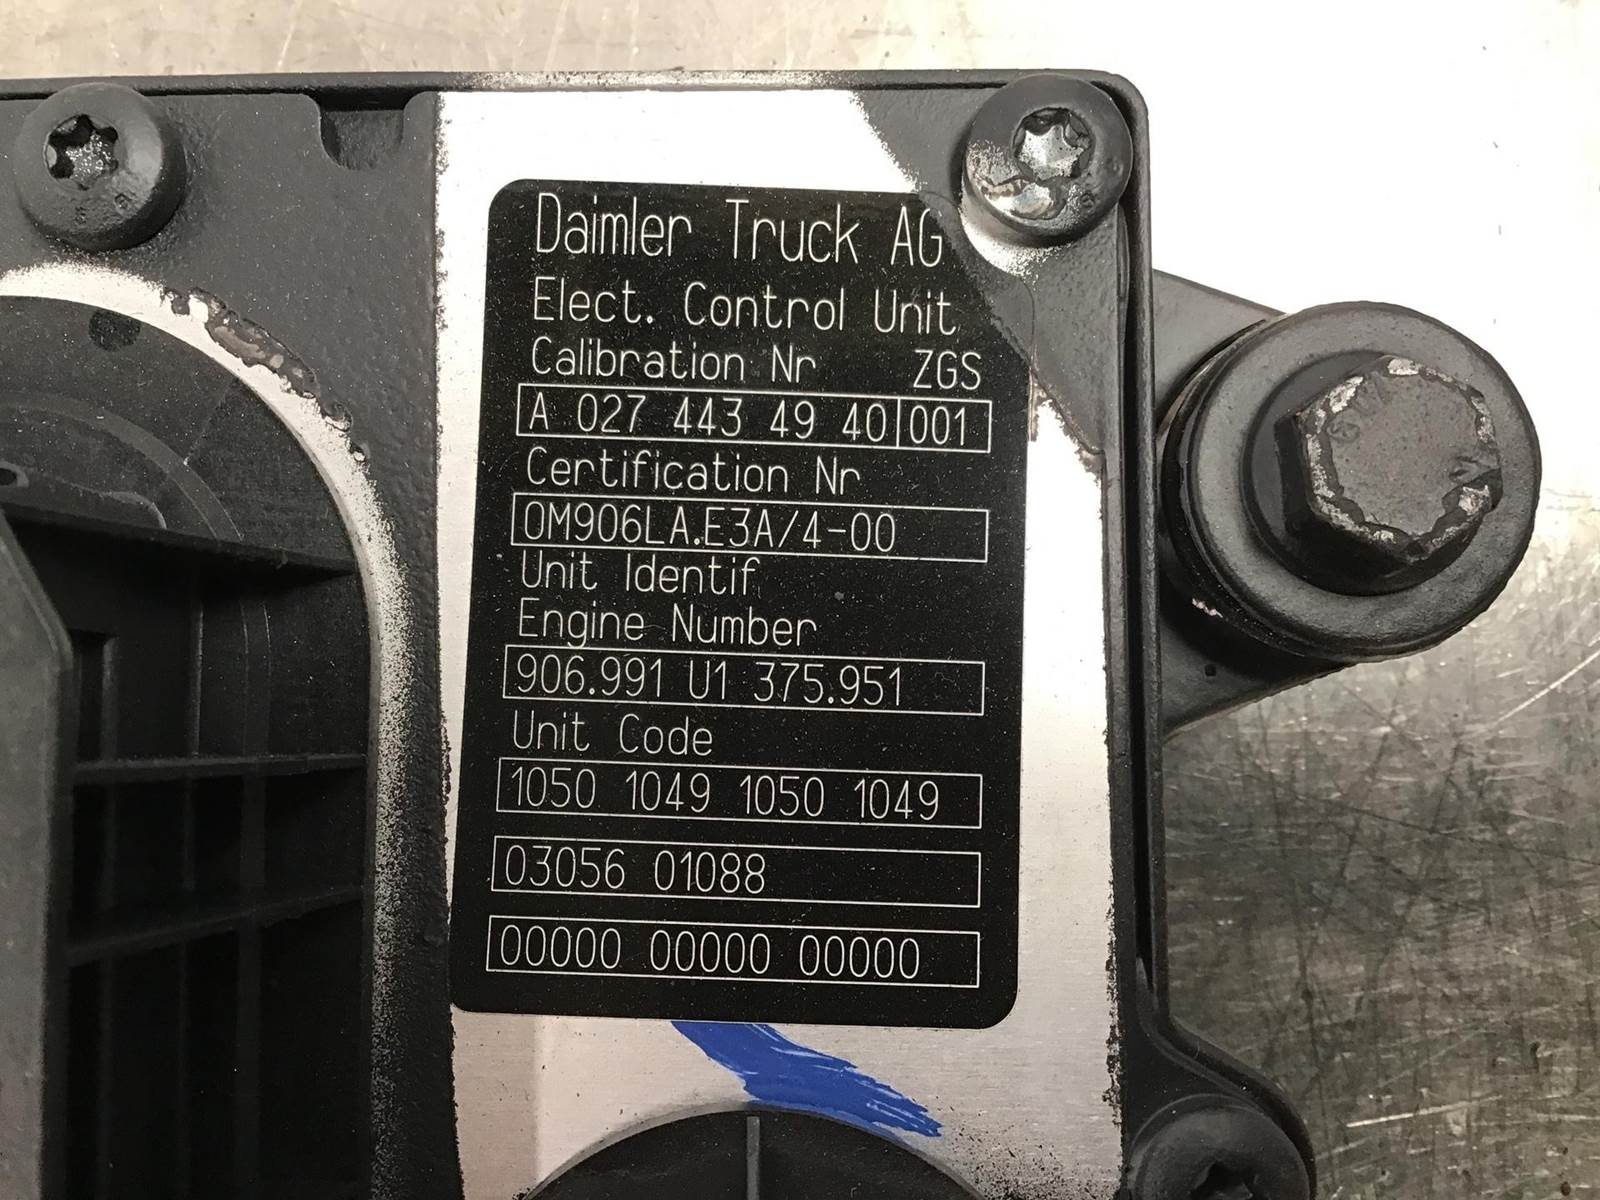 Daimler Truck AG
Elect. Control Unit
Calibration Nr ZGS
A 027 443 49 40 001
Certification Nr
OM906LA.E3A/4-00
Unit Identif
Engine Number
906.991 U1 375.951
Unit Code
1050 1049 1050 1049
03056 01088
00000 00000 00000